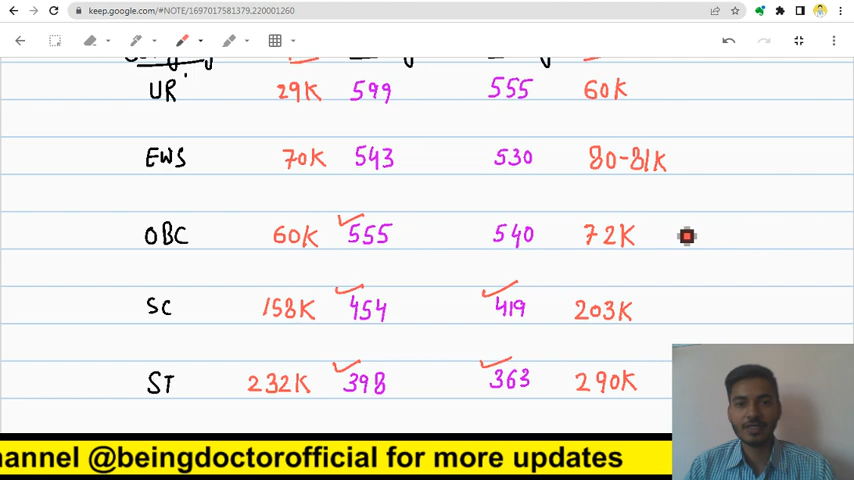 keep.google.com/#NOTE/1697017581379.220001260
UR 29K 599 555 60K
EWS 70K 543 530 80-81K
OBC 60K 555 540 72K
SC 158K 454 419 203K
ST 232K 398 363 290K
hannel @beingdoctorofficial for more updates